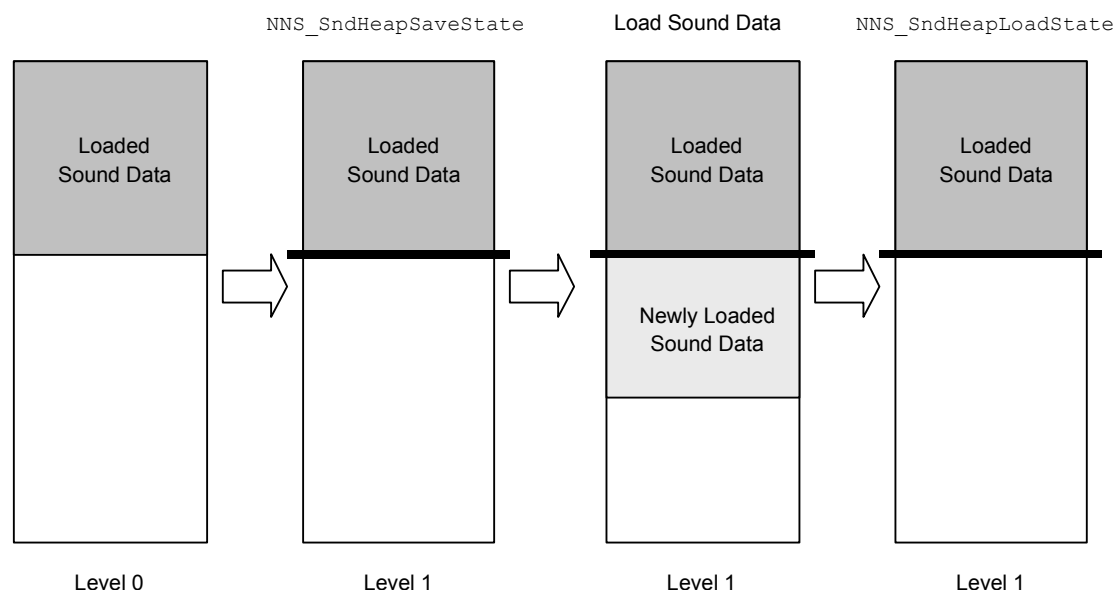 NNS_SndHeapSaveState
Load Sound Data
NNS_SndHeapLoadState
Loaded
Sound Data
Loaded
Sound Data
Loaded
Sound Data
Loaded
Sound Data
Newly Loaded
Sound Data
Level 0
Level 1
Level 1
Level 1